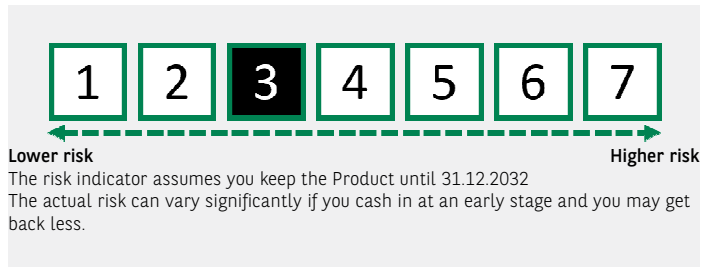 1 2 3 4 5 6 7
Lower risk Higher risk
The risk indicator assumes you keep the Product until 31.12.2032
The actual risk can vary significantly if you cash in at an early stage and you may get
back less.